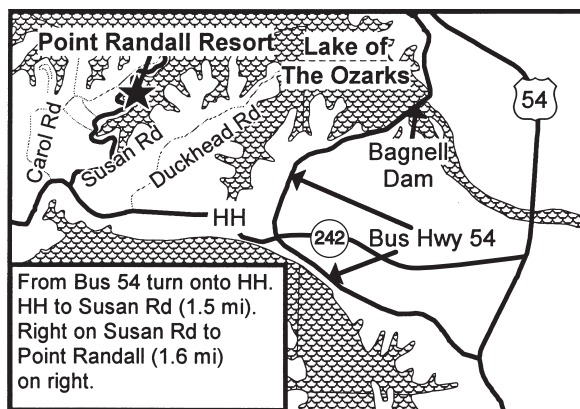 Point Randall Resort
Lake of
The Ozarks
54
Carol Rd
Susan Rd
Duckhead Rd
Bagnell
Dam
HH
242
Bus Hwy 54
From Bus 54 turn onto HH.
HH to Susan Rd (1.5 mi).
Right on Susan Rd to
Point Randall (1.6 mi)
on right.